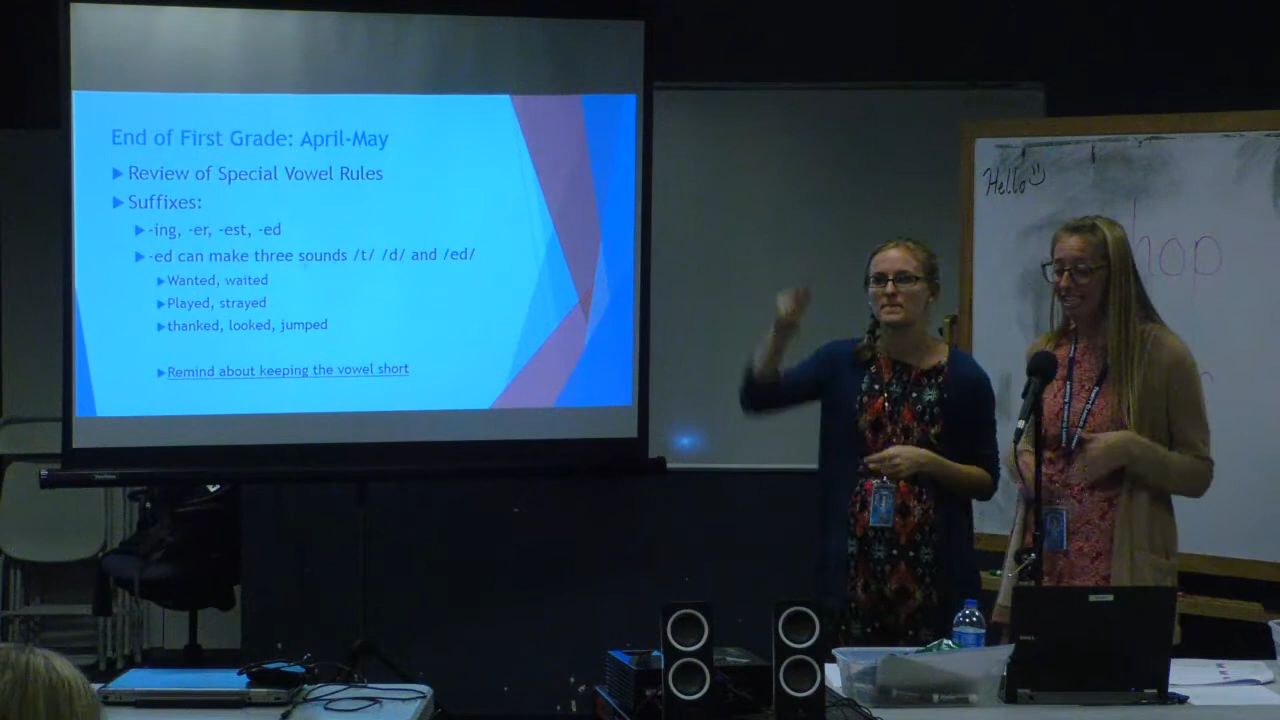 End of First Grade: April-May
Review of Special Vowel Rules
Suffixes:
-ing, -er, -est, -ed
-ed can make three sounds /t/ /d/ and /ed/
Wanted, waited
Played, strayed
thanked, looked, jumped
Remind about keeping the vowel short
Hello
hop